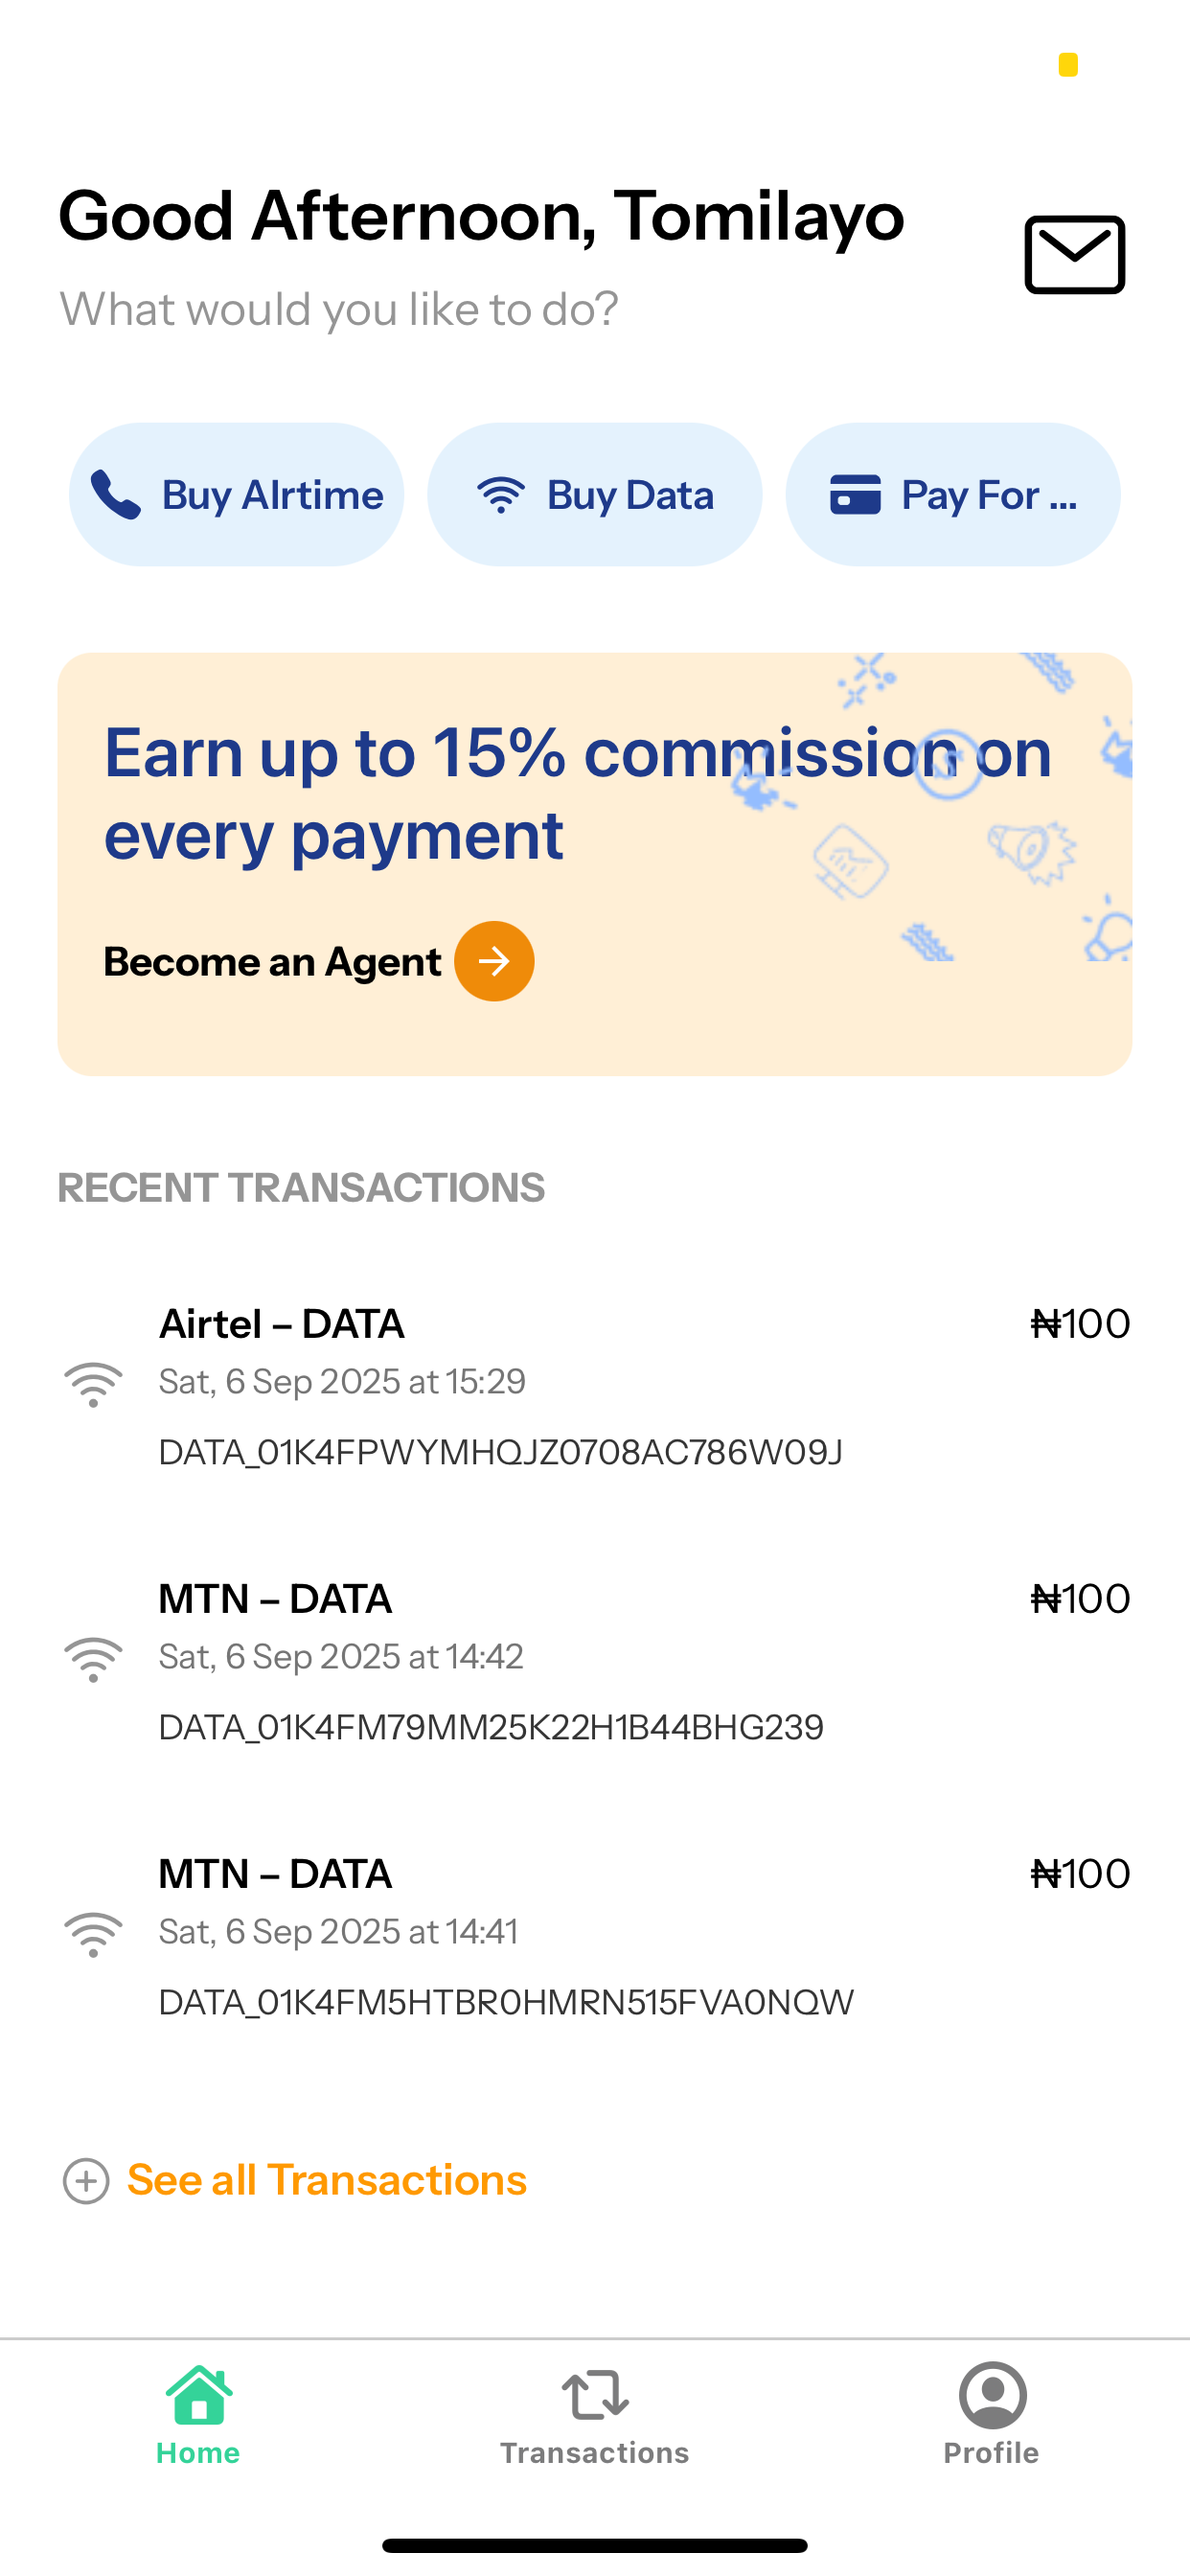 Good Afternoon, Tomilayo
What would you like to do?
Buy AIrtime
Buy Data
Pay For ...
Earn up to 15% commission on
every payment
Become an Agent
RECENT TRANSACTIONS
Airtel – DATA
₦100
Sat, 6 Sep 2025 at 15:29
DATA_01K4FPWYMHQJZ0708AC786W09J
MTN – DATA
₦100
Sat, 6 Sep 2025 at 14:42
DATA_01K4FM79MM25K22H1B44BHG239
MTN – DATA
₦100
Sat, 6 Sep 2025 at 14:41
DATA_01K4FM5HTBR0HMRN515FVA0NQW
See all Transactions
Home
Transactions
Profile